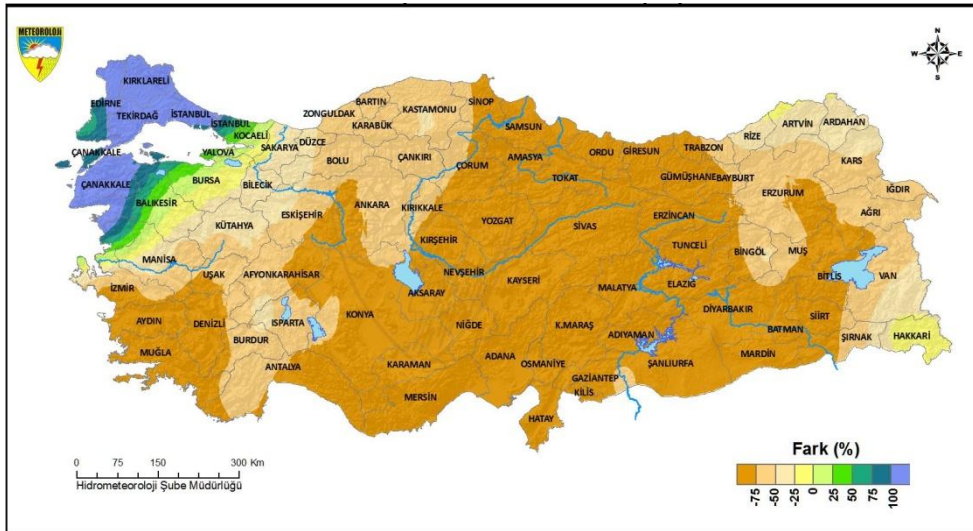 METEOROLOJİ
N
W E
S
KIRKLARELİ
EDİRNE
TEKİRDAĞ
İSTANBUL
İSTANBUL
KOCAELİ
ÇANAKKALE
YALOVA
SAKARYA
DÜZCE
ZONGULDAK
BARTIN
KARABÜK
KASTAMONU
SİNOP
SAMSUN
ORDU
GİRESUN
TRABZON
RİZE
ARTVİN
ARDAHAN
ÇANAKKALE
BURSA
BİLECİK
BOLU
ÇANKIRI
ÇORUM
AMASYA
TOKAT
GÜMÜŞHANE
BAYBURT
ERZURUM
KARS
IĞDIR
BALIKESİR
KÜTAHYA
ESKİŞEHİR
ANKARA
KIRIKKALE
YOZGAT
SİVAS
ERZİNCAN
AĞRI
MANİSA
UŞAK
AFYONKARAHİSAR
KIRŞEHİR
NEVŞEHİR
KAYSERİ
TUNCELİ
BİNGÖL
MUŞ
BİTLİS
VAN
İZMİR
AKSARAY
MALATYA
ELAZIĞ
AYDIN
DENİZLİ
ISPARTA
KONYA
NİĞDE
K.MARAŞ
ADIYAMAN
DİYARBAKIR
BATMAN
SİİRT
ŞIRNAK
HAKKARİ
MUĞLA
BURDUR
ANTALYA
KARAMAN
ADANA
OSMANİYE
GAZİANTEP
ŞANLIURFA
MARDİN
MERSİN
KİLİS
HATAY
0 75 150 300 Km
Hidrometeoroloji Şube Müdürlüğü
Fark (%)
-75 -50 -25 0 25 50 75 100